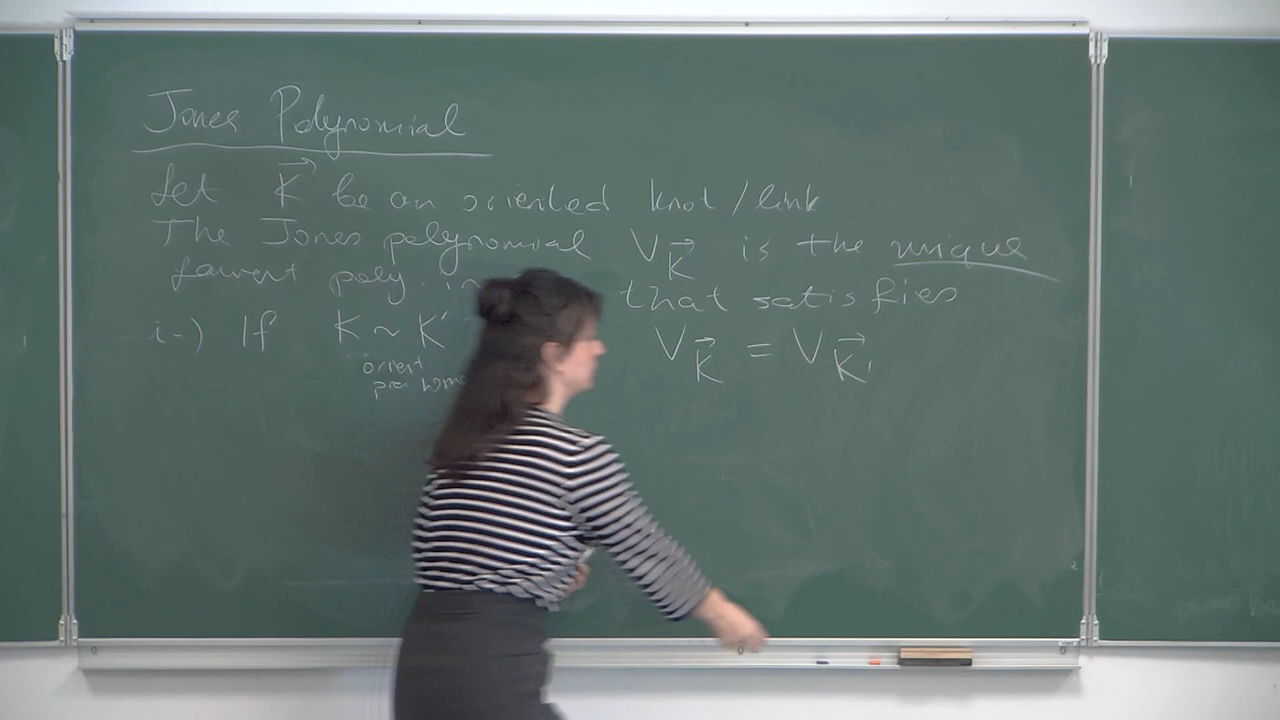 Jones Polynomial
Let K⃗ be an oriented knot/link
The Jones polynomial V_K⃗ is the unique
Laurent poly. in that satisfies
i-) If K ~ K' V_K⃗ = V_K⃗'
orient
pres